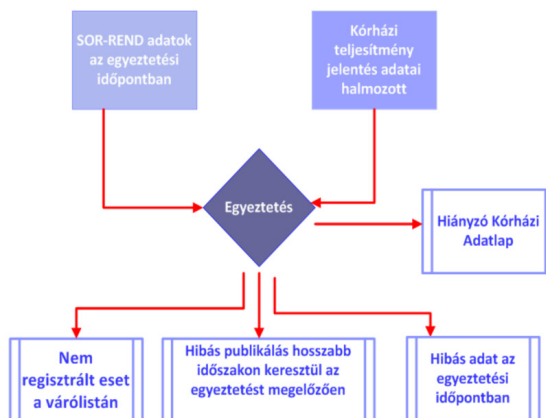 SOR-REND adatok
az egyeztetési
időpontban
Kórházi
teljesítmény
jelentés adatai
halmozott
Egyeztetés
Hiányzó Kórházi
Adatlap
Nem
regisztrált eset
a várólistán
Hibás publikálás hosszabb
időszakon keresztül az
egyeztetést megelőzően
Hibás adat az
egyeztetési
időpontban